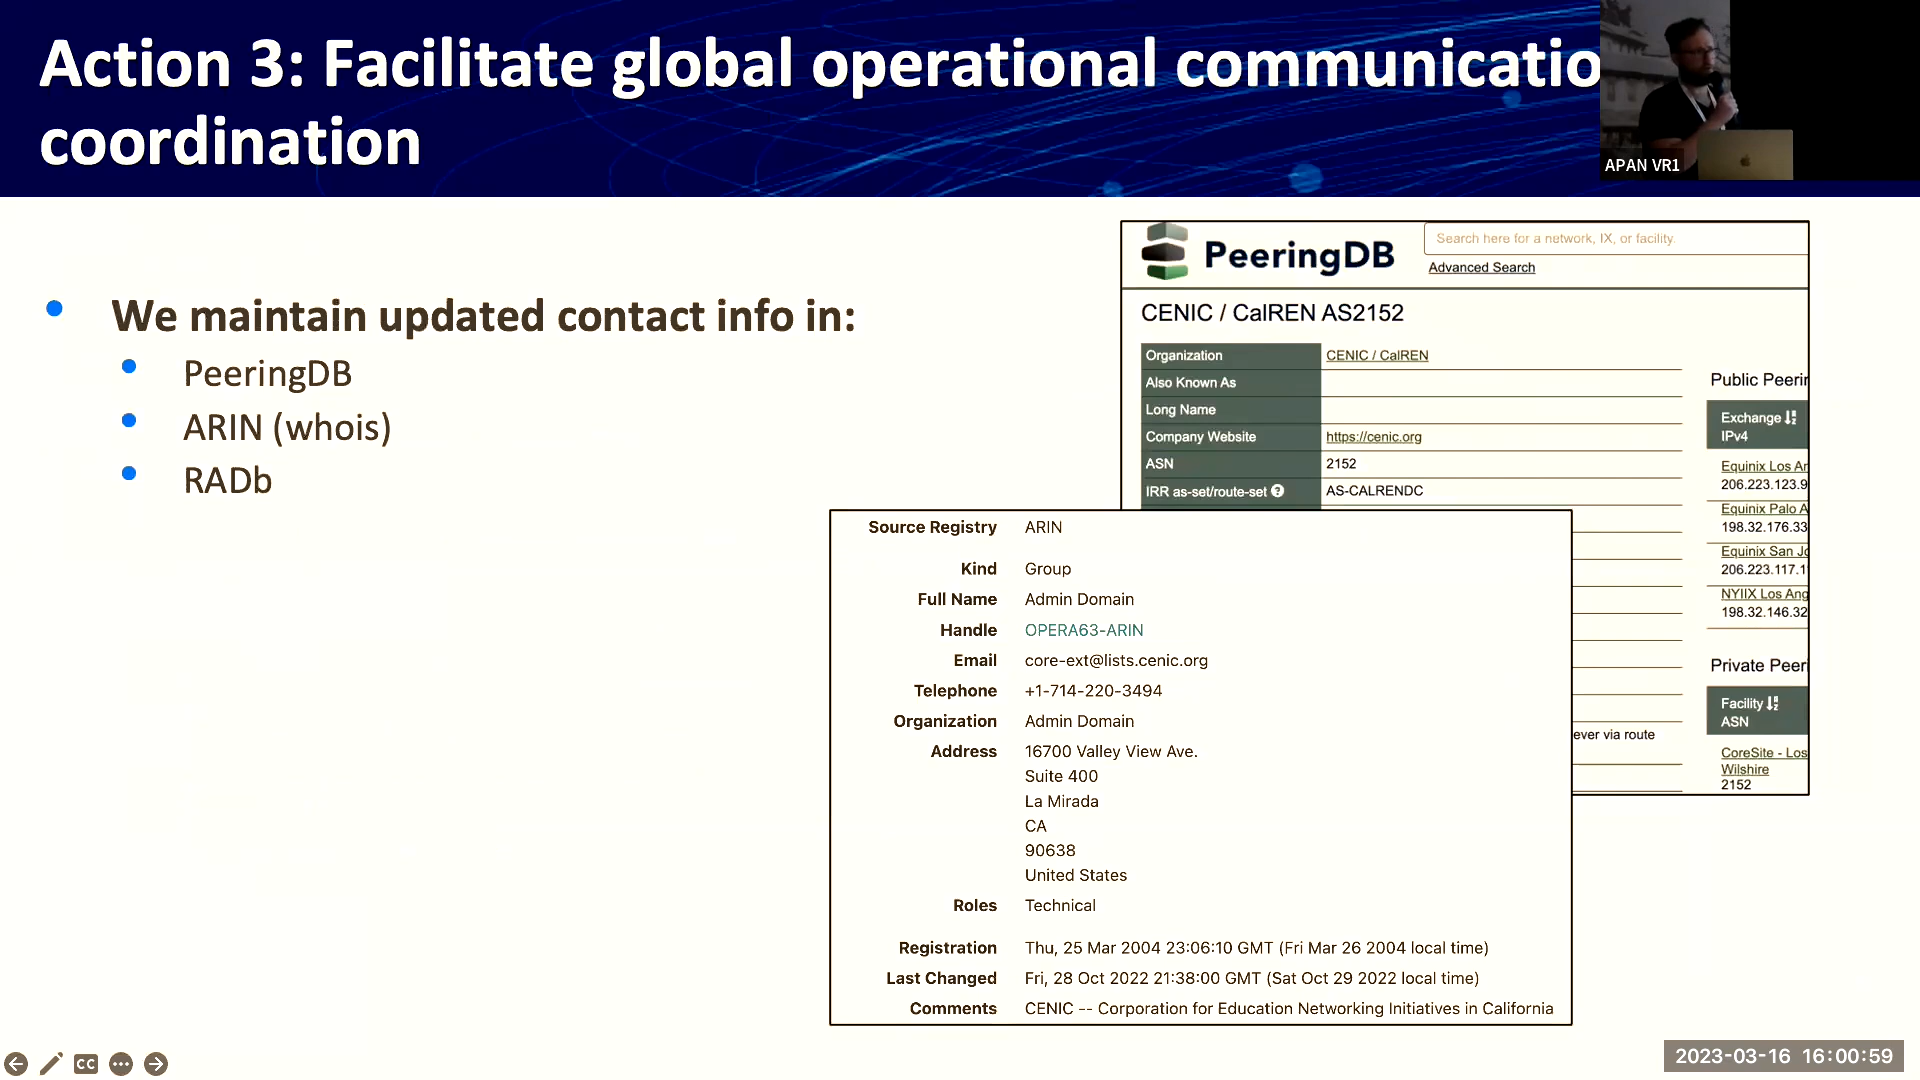 Action 3: Facilitate global operational communicatio
coordination
APAN VR1
We maintain updated contact info in:
PeeringDB
ARIN (whois)
RADb
PeeringDB
Search here for a network, IX, or facility.
Advanced Search
CENIC / CalREN AS2152
Organization CENIC / CalREN
Also Known As
Long Name
Company Website https://cenic.org
ASN 2152
IRR as-set/route-set AS-CALRENDC
Public Peerin
Exchange
IPv4
Equinix Los An
206.223.123.9
Equinix Palo A
198.32.176.33
Equinix San Jo
206.223.117.1
NYIIX Los Ang
198.32.146.32
Private Peeri
Facility
ASN
CoreSite - Los
Wilshire
2152
ever via route
Source Registry ARIN
Kind Group
Full Name Admin Domain
Handle OPERA63-ARIN
Email core-ext@lists.cenic.org
Telephone +1-714-220-3494
Organization Admin Domain
Address 16700 Valley View Ave.
Suite 400
La Mirada
CA
90638
United States
Roles Technical
Registration Thu, 25 Mar 2004 23:06:10 GMT (Fri Mar 26 2004 local time)
Last Changed Fri, 28 Oct 2022 21:38:00 GMT (Sat Oct 29 2022 local time)
Comments CENIC -- Corporation for Education Networking Initiatives in California
CC
2023-03-16 16:00:59